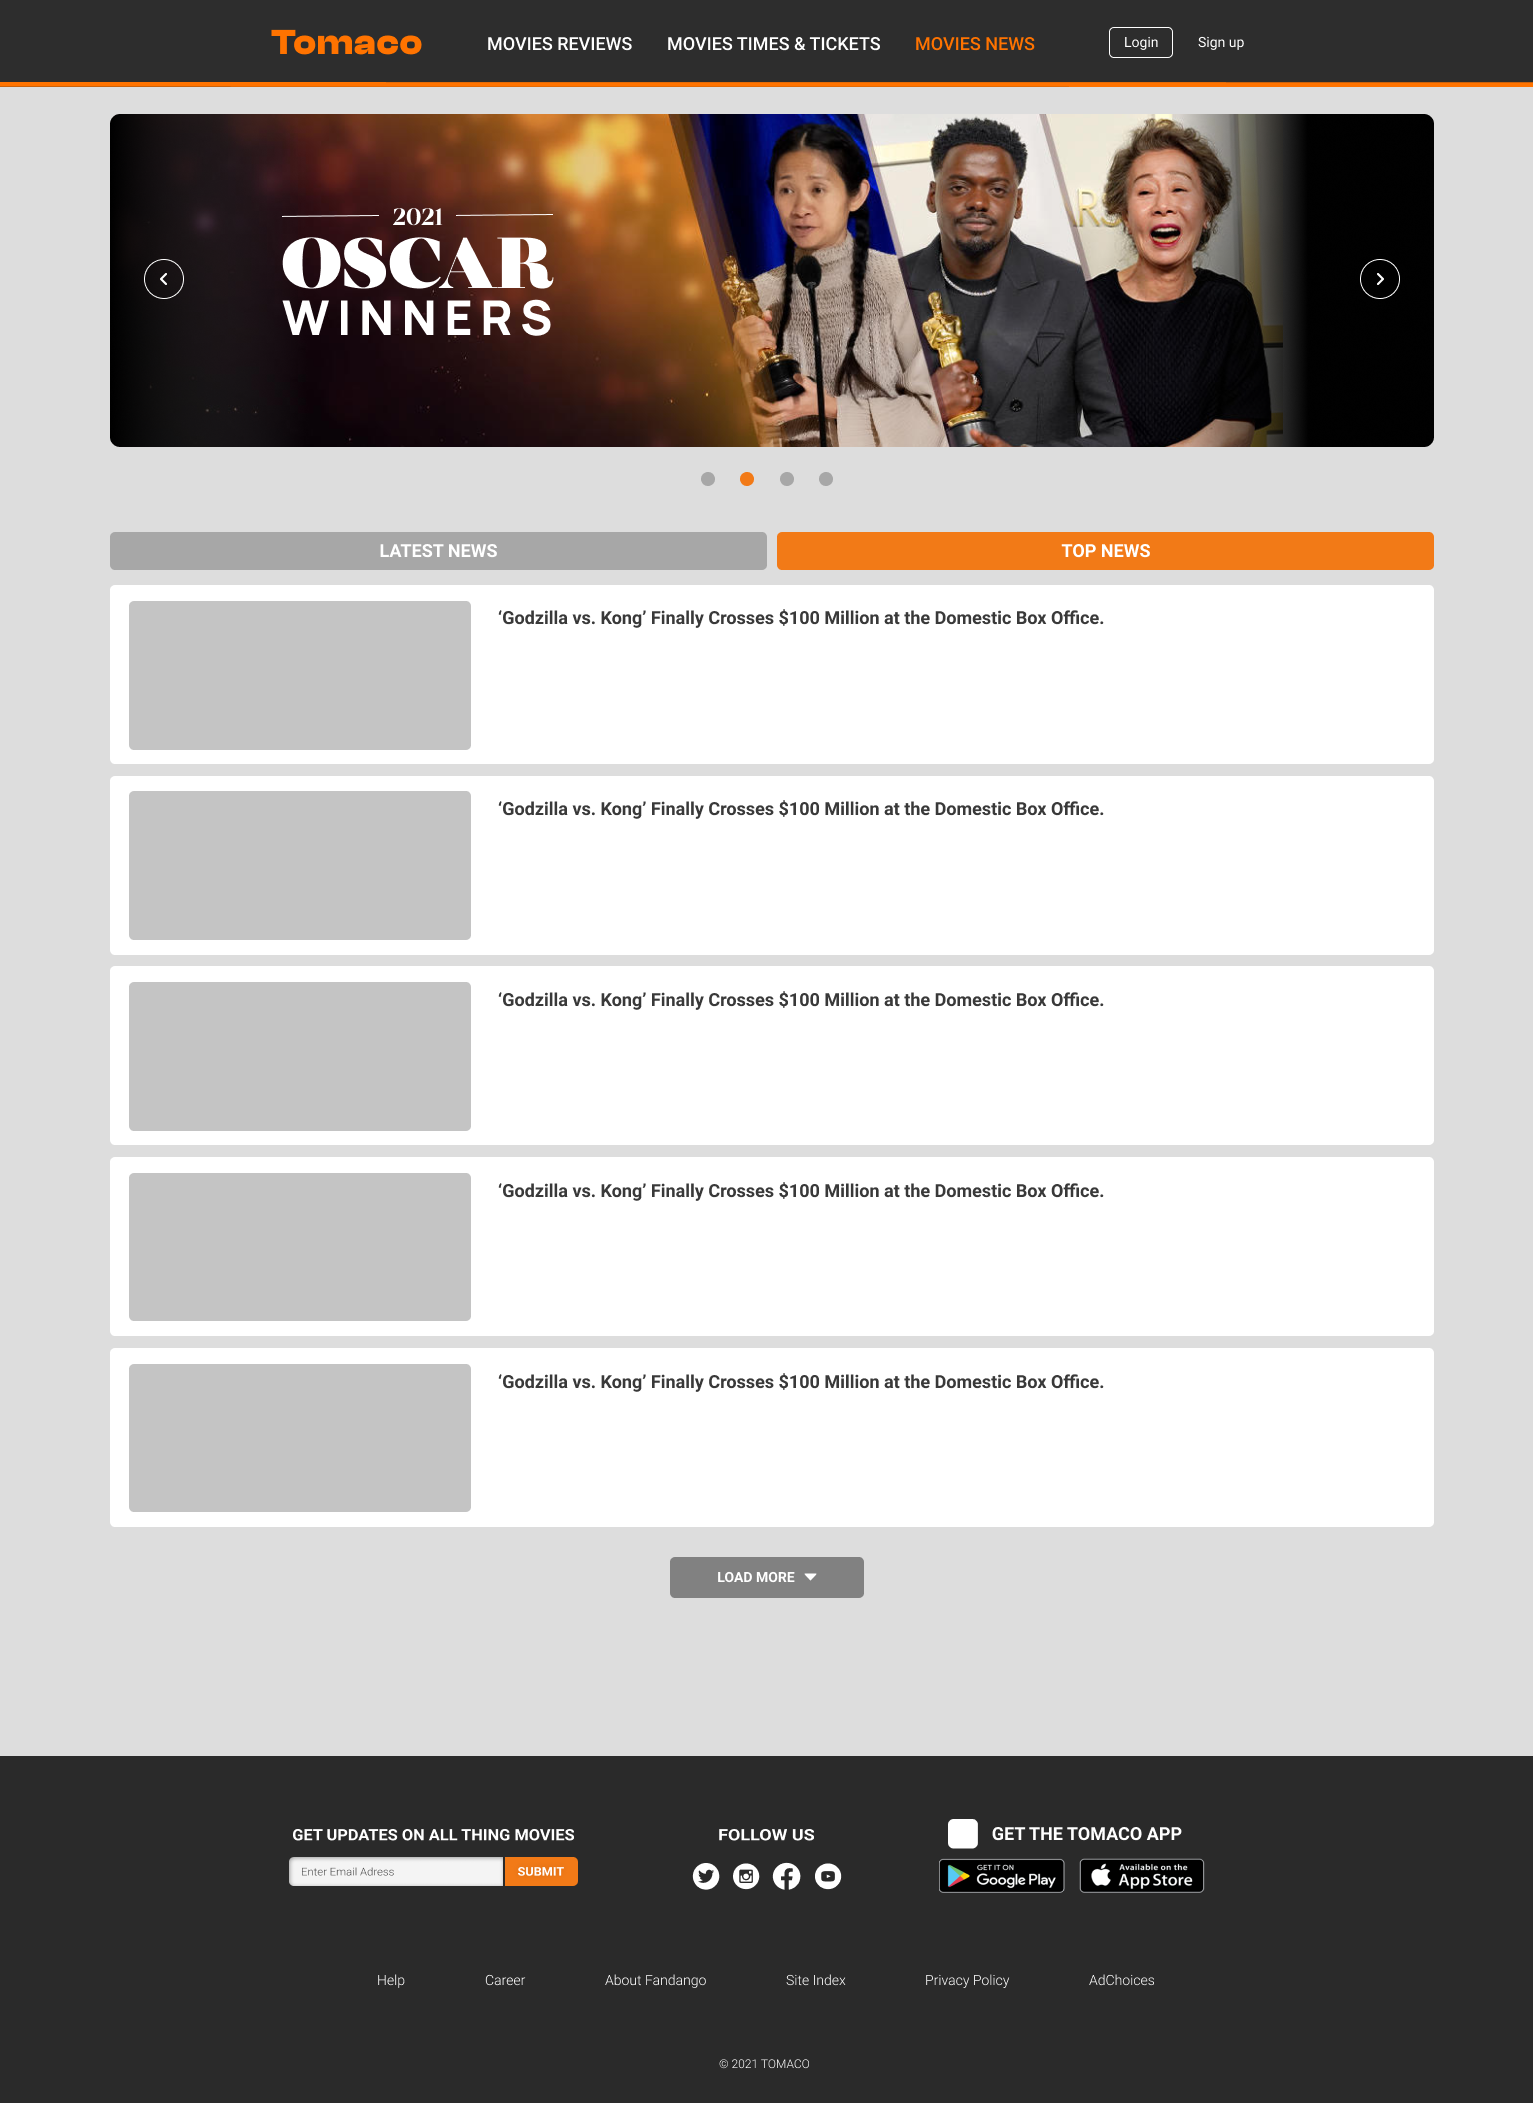 Tomaco
MOVIES REVIEWS
MOVIES TIMES & TICKETS
MOVIES NEWS
Login
Sign up
2021
OSCAR
WINNERS
LATEST NEWS
TOP NEWS
‘Godzilla vs. Kong’ Finally Crosses $100 Million at the Domestic Box Office.
‘Godzilla vs. Kong’ Finally Crosses $100 Million at the Domestic Box Office.
‘Godzilla vs. Kong’ Finally Crosses $100 Million at the Domestic Box Office.
‘Godzilla vs. Kong’ Finally Crosses $100 Million at the Domestic Box Office.
‘Godzilla vs. Kong’ Finally Crosses $100 Million at the Domestic Box Office.
LOAD MORE
GET UPDATES ON ALL THING MOVIES
Enter Email Adress
SUBMIT
FOLLOW US
GET THE TOMACO APP
GET IT ON
Google Play
Available on the
App Store
Help
Career
About Fandango
Site Index
Privacy Policy
AdChoices
© 2021 TOMACO